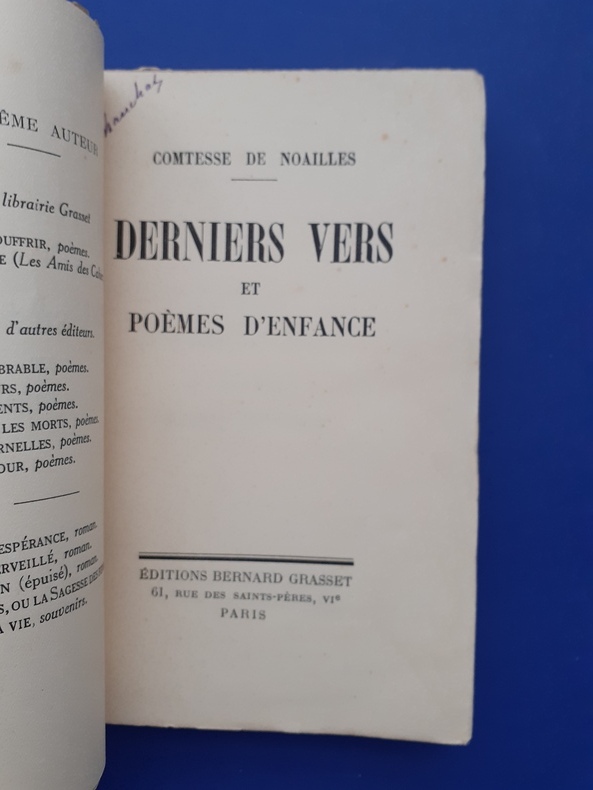 ÊME AUTEUR
librairie Grasset
OUFFRIR, poèmes.
E (Les Amis des
d'autres éditeurs.
BRABLE, poèmes.
RS, poèmes.
ENTS, poèmes.
LES MORTS, poèmes.
RNELLES, poèmes.
OUR, poèmes.
ESPÉRANCE, roman.
ERVEILLÉ, roman.
N (épuisé), roman.
S, OU LA SAGESSE DES
A VIE, souvenirs.
COMTESSE DE NOAILLES
DERNIERS VERS
ET
POÈMES D'ENFANCE
ÉDITIONS BERNARD GRASSET
61, RUE DES SAINTS-PÈRES, VIᵉ
PARIS